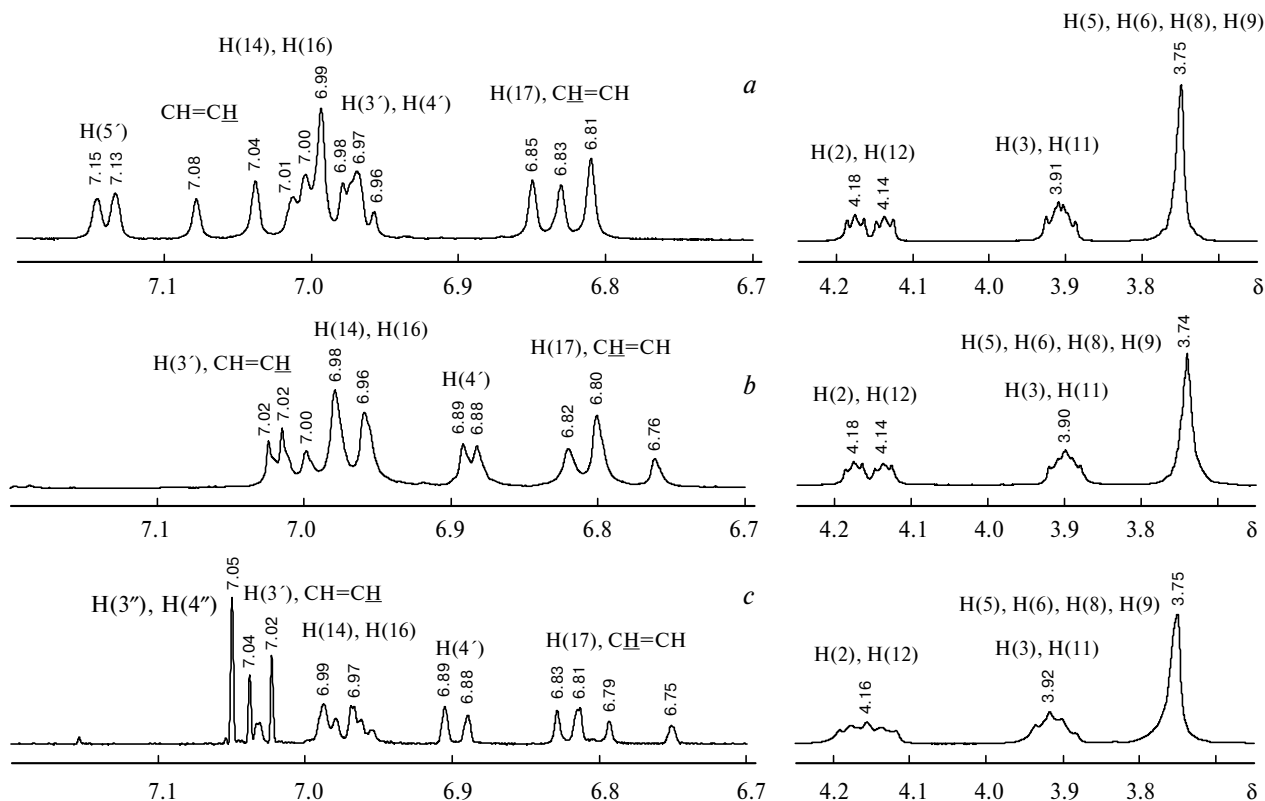 H(5), H(6), H(8), H(9)
H(14), H(16)
3.75
a
6.99
H(3´), H(4´)
H(17), CH=CH
CH=CH
H(5´)
H(3), H(11)
H(2), H(12)
7.15 7.13 7.08 7.04 7.01 7.00 6.98 6.97 6.96 6.85 6.83 6.81
4.18 4.14 3.91
7.1 7.0 6.9 6.8 6.7
4.2 4.1 4.0 3.9 3.8 δ
H(14), H(16)
3.74
H(3´), CH=CH
H(17), CH=CH
H(5), H(6), H(8), H(9)
b
H(4´)
H(2), H(12)
H(3), H(11)
7.02 7.02 7.00 6.98 6.96 6.89 6.88 6.82 6.80 6.76
4.18 4.14 3.90
7.1 7.0 6.9 6.8 6.7
4.2 4.1 4.0 3.9 3.8 δ
7.05
H(3″), H(4″)
H(3´), CH=CH
c
H(5), H(6), H(8), H(9)
3.75
H(14), H(16)
H(4´)
H(17), CH=CH
H(2), H(12)
H(3), H(11)
7.04 7.02 6.99 6.97 6.89 6.88 6.83 6.81 6.79 6.75
4.16 3.92
7.1 7.0 6.9 6.8 6.7
4.2 4.1 4.0 3.9 3.8 δ